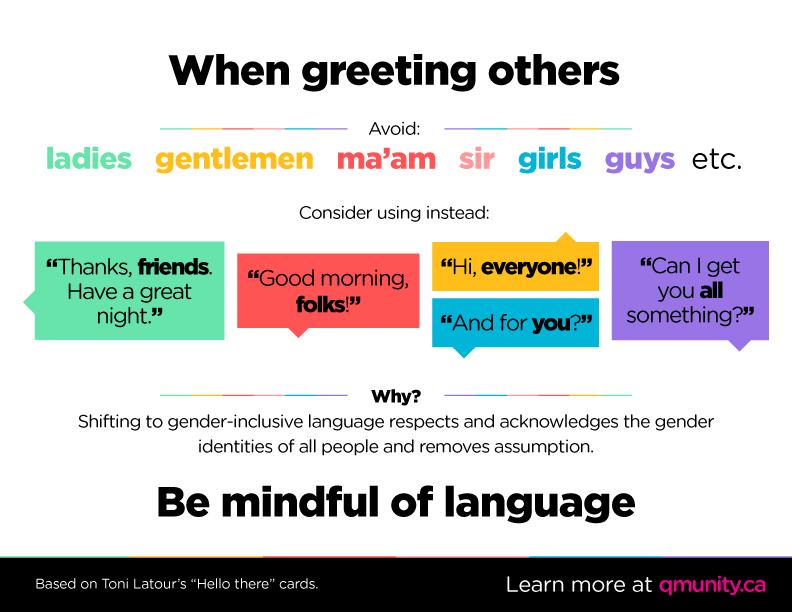 When greeting others
Avoid:
ladies gentlemen ma’am sir girls guys etc.
Consider using instead:
“Thanks, friends.
Have a great
night.”
“Good morning,
folks!”
“Hi, everyone!”
“And for you?”
“Can I get
you all
something?”
Why?
Shifting to gender-inclusive language respects and acknowledges the gender
identities of all people and removes assumption.
Be mindful of language
Based on Toni Latour’s “Hello there” cards.
Learn more at qmunity.ca